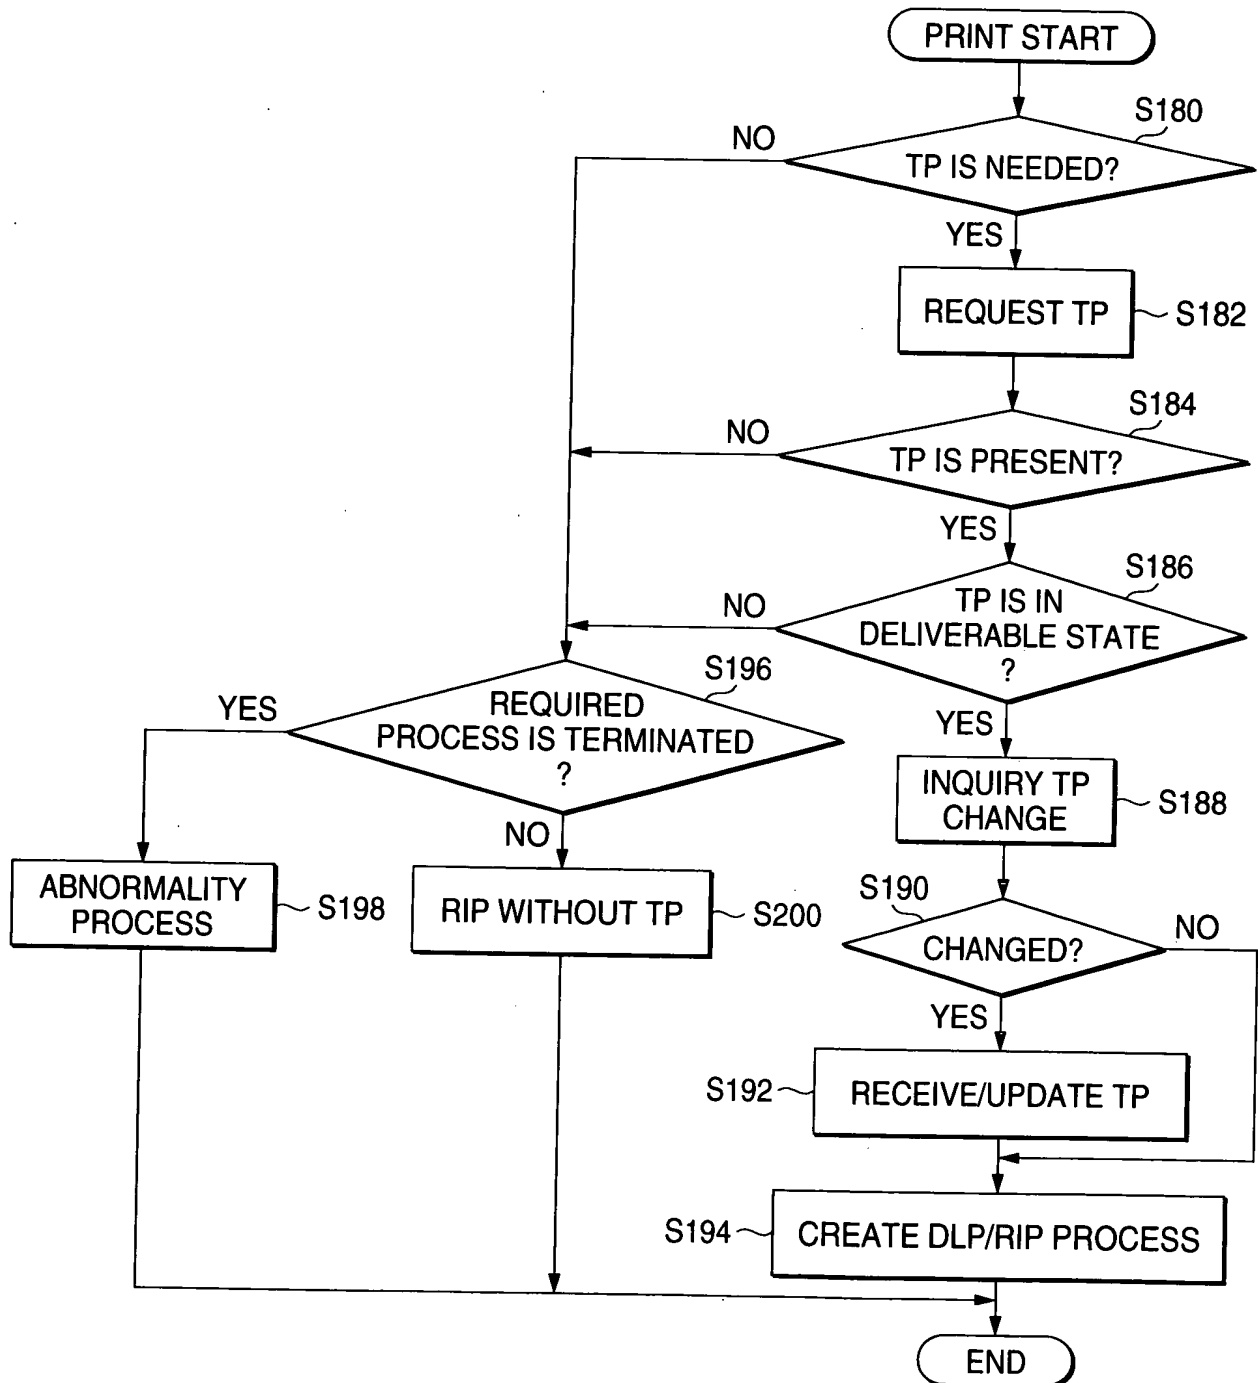 PRINT START
S180
NO
TP IS NEEDED?
YES
REQUEST TP
S182
S184
NO
TP IS PRESENT?
YES
S186
NO
TP IS IN
DELIVERABLE STATE
?
YES
S196
YES
REQUIRED
PROCESS IS TERMINATED
?
NO
INQUIRY TP
CHANGE
S188
ABNORMALITY
PROCESS
S198
RIP WITHOUT TP
S200
S190
CHANGED?
NO
YES
S192
RECEIVE/UPDATE TP
S194
CREATE DLP/RIP PROCESS
END